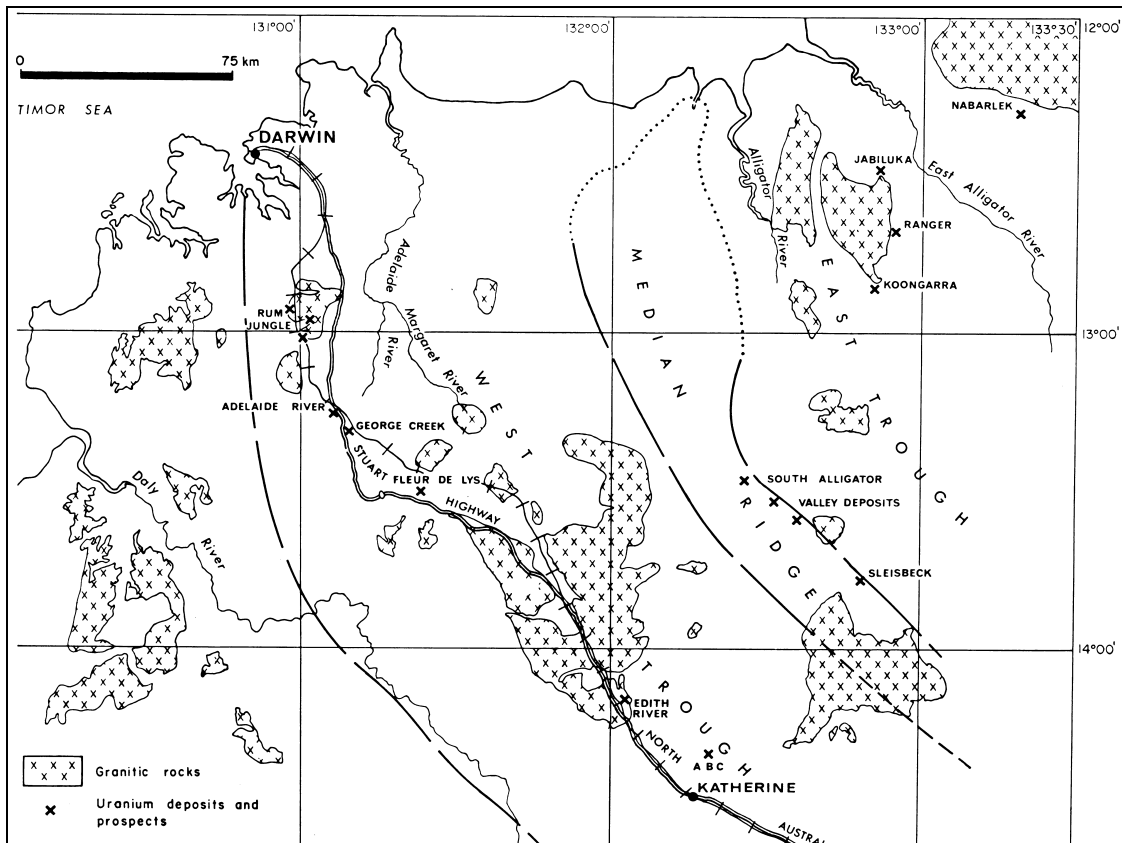 131°00'
132°00'
133°00'
133°30'
12°00'
0
75 km
TIMOR SEA
DARWIN
NABARLEK
JABILUKA
Alligator
River
East Alligator
River
RANGER
KOONGARRA
Adelaide
River
Margaret River
RUM
JUNGLE
MEDIAN
RIDGE
EAST
TROUGH
13°00'
WEST
TROUGH
ADELAIDE RIVER
GEORGE CREEK
STUART
HIGHWAY
FLEUR DE LYS
SOUTH ALLIGATOR
VALLEY DEPOSITS
SLEISBECK
Daly
River
14°00'
EDITH
RIVER
NORTH
ABC
KATHERINE
AUSTRAL
Granitic rocks
Uranium deposits and
prospects